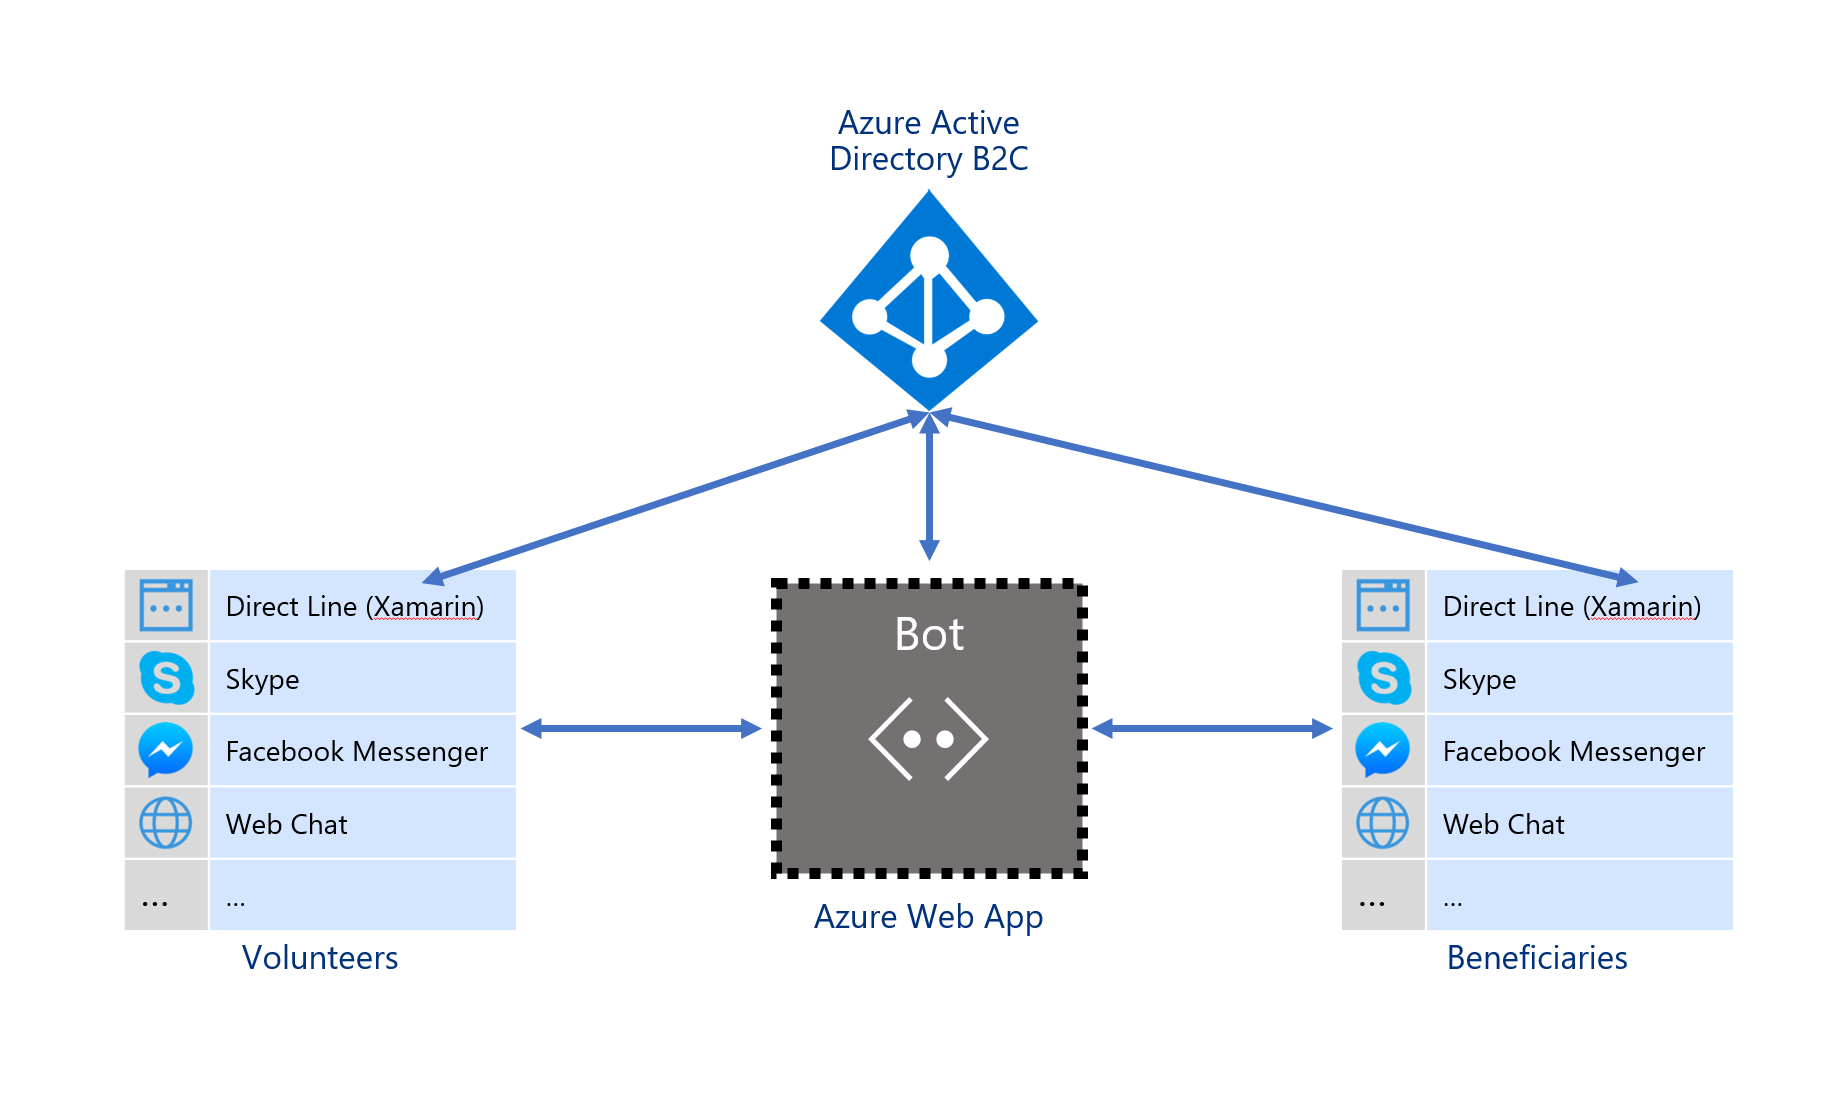 Azure Active
Directory B2C
Direct Line (Xamarin)
Skype
Facebook Messenger
Web Chat
... ...
Volunteers
Bot
Azure Web App
Direct Line (Xamarin)
Skype
Facebook Messenger
Web Chat
... ...
Beneficiaries